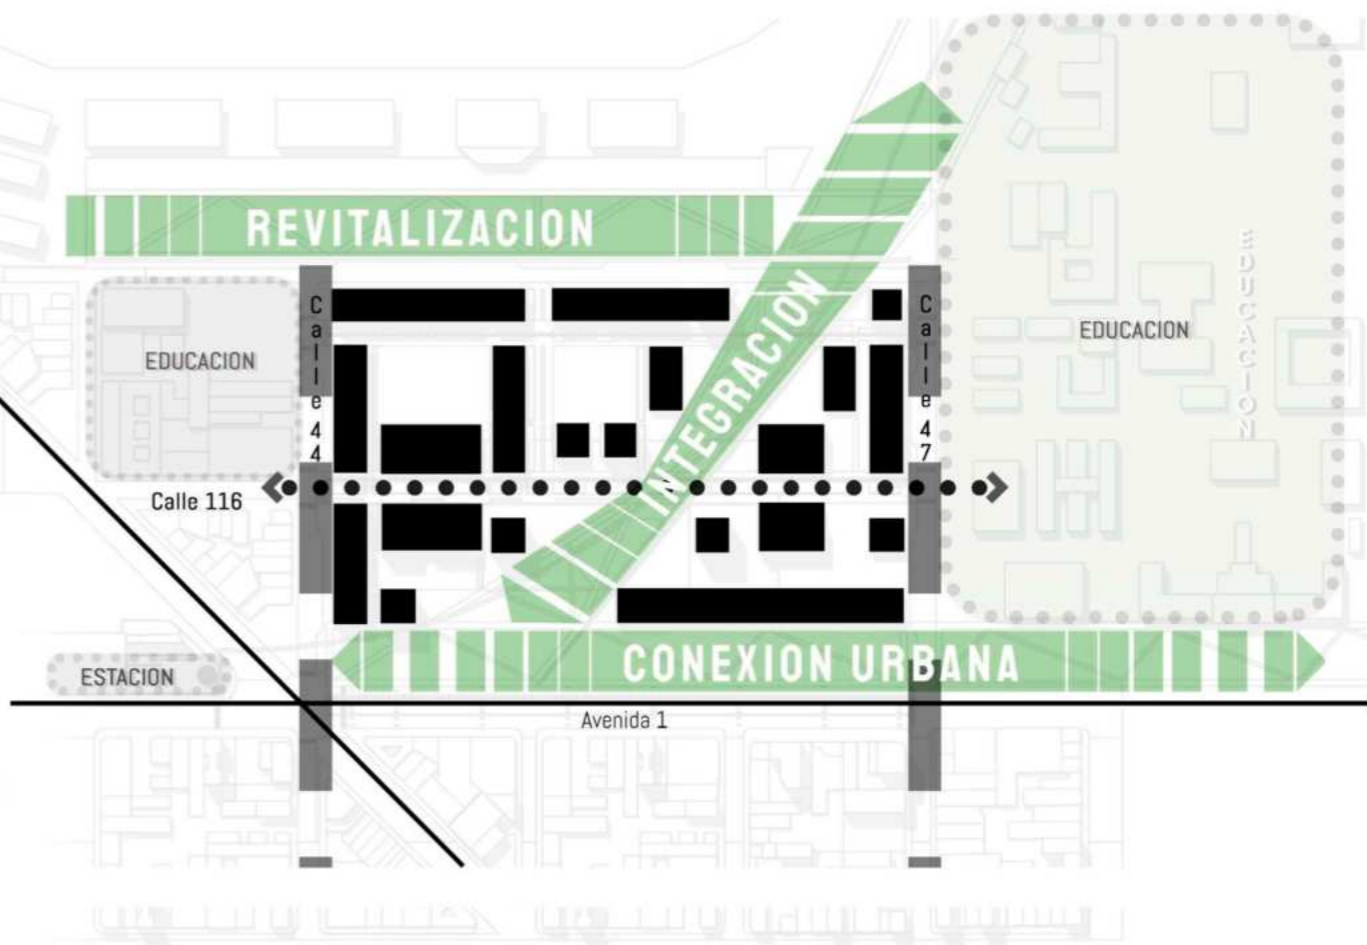 REVITALIZACION
INTEGRACION
EDUCACION
Calle 44
Calle 47
EDUCACION
EDUCACION
Calle 116
ESTACION
CONEXION URBANA
Avenida 1